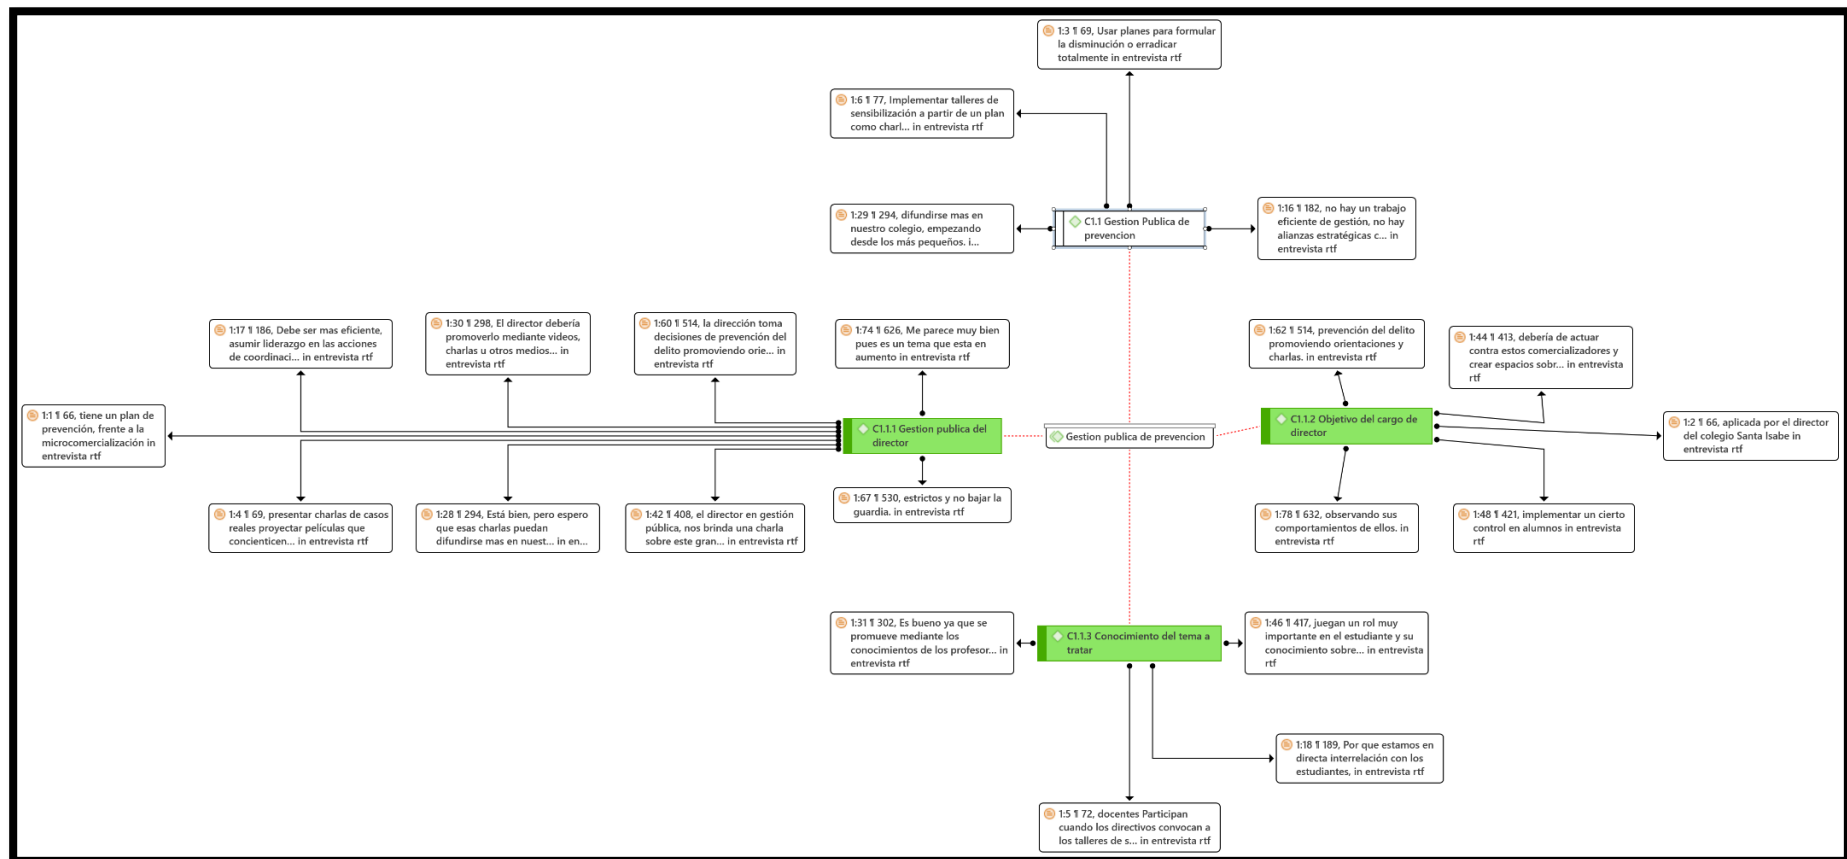 1:3 ¶ 69, Usar planes para formular
la disminución o erradicar
totalmente in entrevista rtf
1:6 ¶ 77, Implementar talleres de
sensibilización a partir de un plan
como charl... in entrevista rtf
1:29 ¶ 294, difundirse mas en
nuestro colegio, empezando
desde los más pequeños. i...
C1.1 Gestion Publica de
prevencion
1:16 ¶ 182, no hay un trabajo
eficiente de gestión, no hay
alianzas estratégicas c... in
entrevista rtf
1:17 ¶ 186, Debe ser mas eficiente,
asumir liderazgo en las acciones
de coordinaci... in entrevista rtf
1:30 ¶ 298, El director debería
promoverlo mediante videos,
charlas u otros medios... in
entrevista rtf
1:60 ¶ 514, la dirección toma
decisiones de prevención del
delito promoviendo orie... in
entrevista rtf
1:74 ¶ 626, Me parece muy bien
pues es un tema que esta en
aumento in entrevista rtf
1:62 ¶ 514, prevención del delito
promoviendo orientaciones y
charlas. in entrevista rtf
1:44 ¶ 413, debería de actuar
contra estos comercializadores y
crear espacios sobr... in entrevista
rtf
1:1 ¶ 66, tiene un plan de
prevención, frente a la
microcomercialización in
entrevista rtf
C1.1.1 Gestion publica del
director
Gestion publica de prevencion
C1.1.2 Objetivo del cargo de
director
1:2 ¶ 66, aplicada por el director
del colegio Santa Isabe in
entrevista rtf
1:4 ¶ 69, presentar charlas de casos
reales proyectar películas que
concienticen... in entrevista rtf
1:28 ¶ 294, Está bien, pero espero
que esas charlas puedan
difundirse mas en nuest... in en...
1:42 ¶ 408, el director en gestión
pública, nos brinda una charla
sobre este gran... in entrevista rtf
1:67 ¶ 530, estrictos y no bajar la
guardia. in entrevista rtf
1:78 ¶ 632, observando sus
comportamientos de ellos. in
entrevista rtf
1:48 ¶ 421, implementar un cierto
control en alumnos in entrevista
rtf
1:31 ¶ 302, Es bueno ya que se
promueve mediante los
conocimientos de los profesor... in
entrevista rtf
C1.1.3 Conocimiento del tema a
tratar
1:46 ¶ 417, juegan un rol muy
importante en el estudiante y su
conocimiento sobre... in entrevista
rtf
1:18 ¶ 189, Por que estamos en
directa interrelación con los
estudiantes, in entrevista rtf
1:5 ¶ 72, docentes Participan
cuando los directivos convocan a
los talleres de s... in entrevista rtf